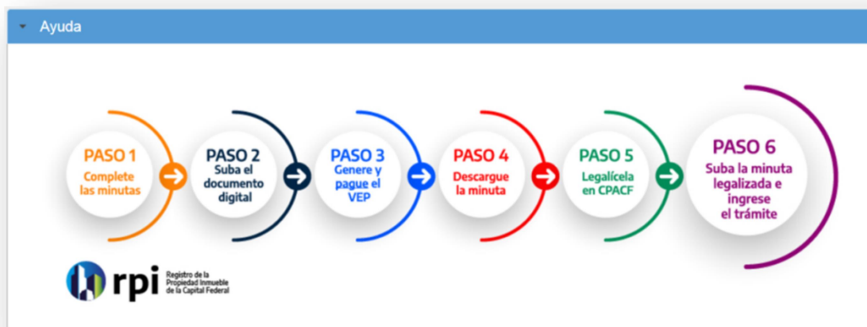 Ayuda
PASO 1
Complete
las minutas
PASO 2
Suba el
documento
digital
PASO 3
Genere y
pague el
VEP
PASO 4
Descargue
la minuta
PASO 5
Legalícela
en CPACF
PASO 6
Suba la minuta
legalizada e
ingrese
el trámite
rpi
Registro de la
Propiedad Inmueble
de la Capital Federal